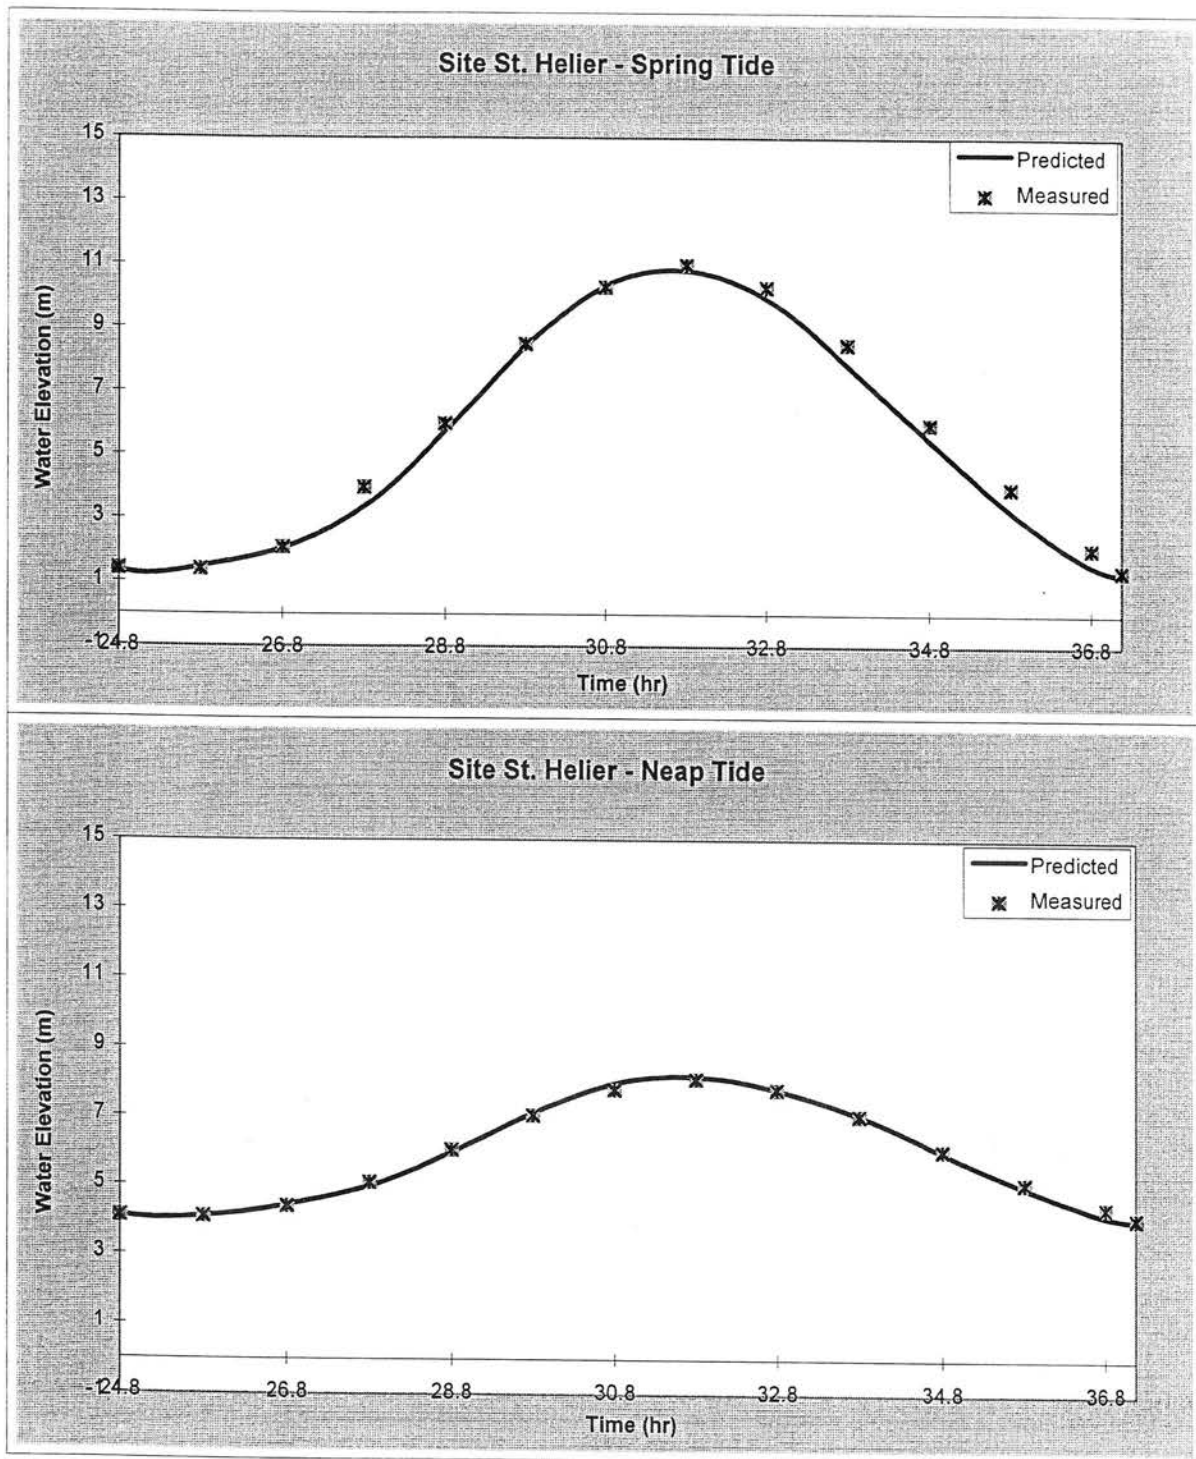 Site St. Helier - Spring Tide
15
13
11
9
7
5
3
1
-1
Water Elevation (m)
Predicted
Measured
24.8 26.8 28.8 30.8 32.8 34.8 36.8
Time (hr)
Site St. Helier - Neap Tide
15
13
11
9
7
5
3
1
-1
Water Elevation (m)
Predicted
Measured
24.8 26.8 28.8 30.8 32.8 34.8 36.8
Time (hr)